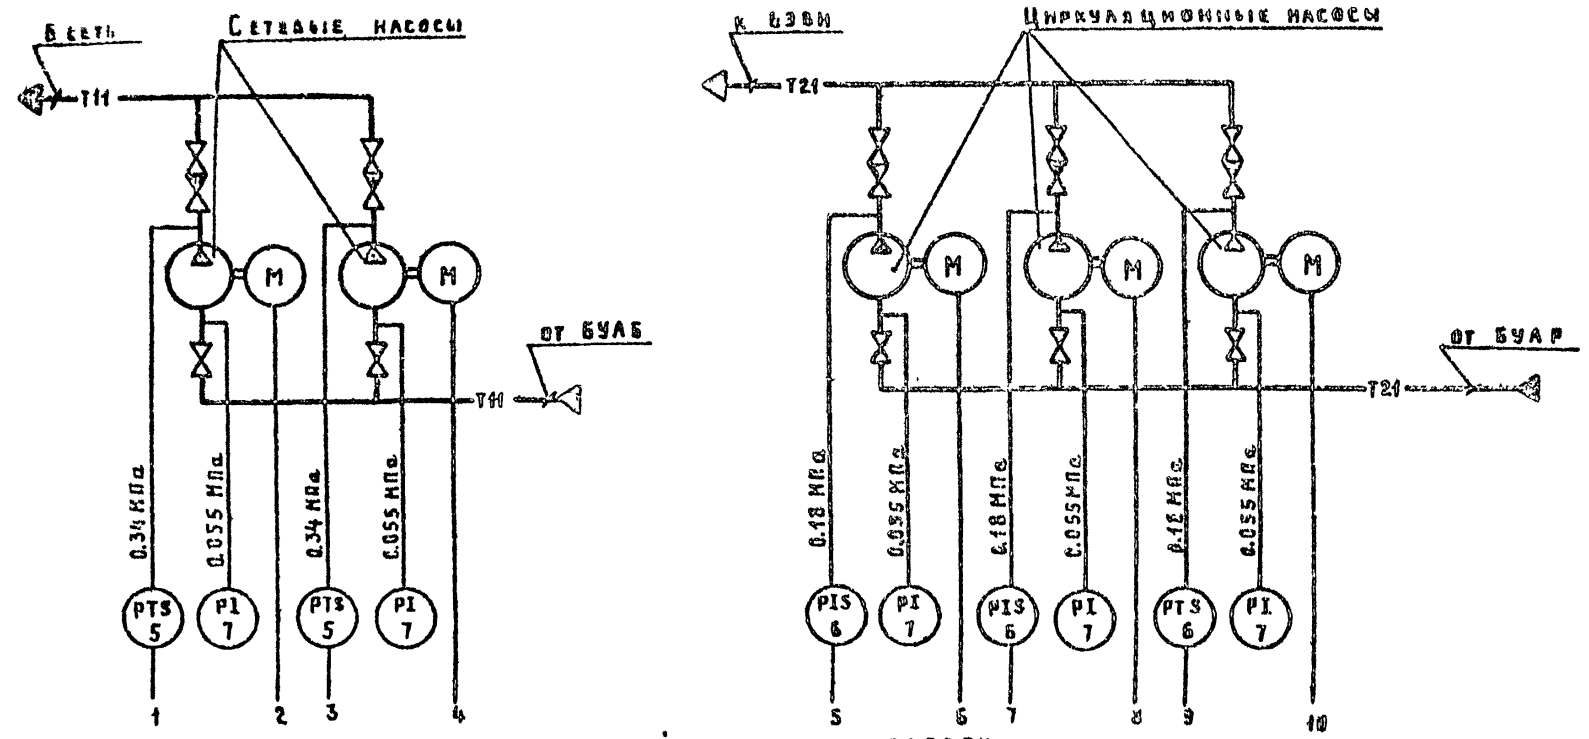 В сеть
Сетевые насосы
Т11
от БУАБ
Т11
0.34 МПа
0.055 МПа
0.34 МПа
0.055 МПа
PTS 5
PI 7
PTS 5
PI 7
1 2 3 4
К
Циркуляционные насосы
Т21
М М М М М
от БУАР
Т21
0.18 МПа
0.055 МПа
0.18 МПа
0.055 МПа
0.18 МПа
0.055 МПа
PIS 6
PI 7
PIS 6
PI 7
PTS 6
PI 7
5 6 7 8 9 10